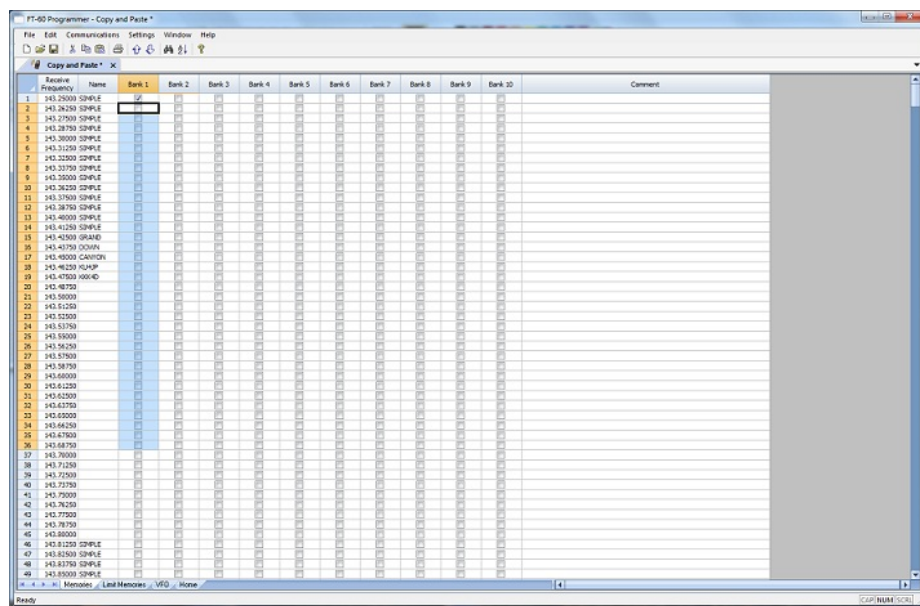 FT-60 Programmer - Copy and Paste *
File Edit Communications Settings Window Help
Copy and Paste * X
Receive Frequency Name Bank 1 Bank 2 Bank 3 Bank 4 Bank 5 Bank 6 Bank 7 Bank 8 Bank 9 Bank 10 Comment
1 143.25000 SIMPLE
2 143.26250 SIMPLE
3 143.27500 SIMPLE
4 143.28750 SIMPLE
5 143.30000 SIMPLE
6 143.31250 SIMPLE
7 143.32500 SIMPLE
8 143.33750 SIMPLE
9 143.35000 SIMPLE
10 143.36250 SIMPLE
11 143.37500 SIMPLE
12 143.38750 SIMPLE
13 143.40000 SIMPLE
14 143.41250 SIMPLE
15 143.42500 GRAND
16 143.43750 DOWN
17 143.45000 CANYON
18 143.46250
19 143.47500
20 143.48750
21 143.50000
22 143.51250
23 143.52500
24 143.53750
25 143.55000
26 143.56250
27 143.57500
28 143.58750
29 143.60000
30 143.61250
31 143.62500
32 143.63750
33 143.65000
34 143.66250
35 143.67500
36 143.68750
37 143.70000
38 143.71250
39 143.72500
40 143.73750
41 143.75000
42 143.76250
43 143.77500
44 143.78750
45 143.80000
46 143.81250 SIMPLE
47 143.82500 SIMPLE
48 143.83750 SIMPLE
49 143.85000 SIMPLE
Memories Limit Memories VFO Home
Ready CAP NUM SCRL